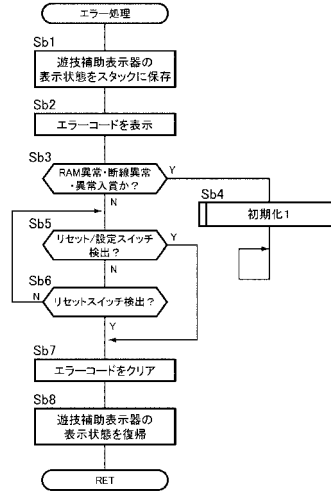 エラー処理
Sb1
遊技補助表示器の
表示状態をスタックに保存
Sb2
エラーコードを表示
Sb3
RAM異常・断線異常
・異常入賞か？
Y
N
Sb4
初期化1
Sb5
リセット/設定スイッチ
検出？
Y
N
Sb6
リセットスイッチ検出？
N
Y
Sb7
エラーコードをクリア
Sb8
遊技補助表示器の
表示状態を復帰
RET